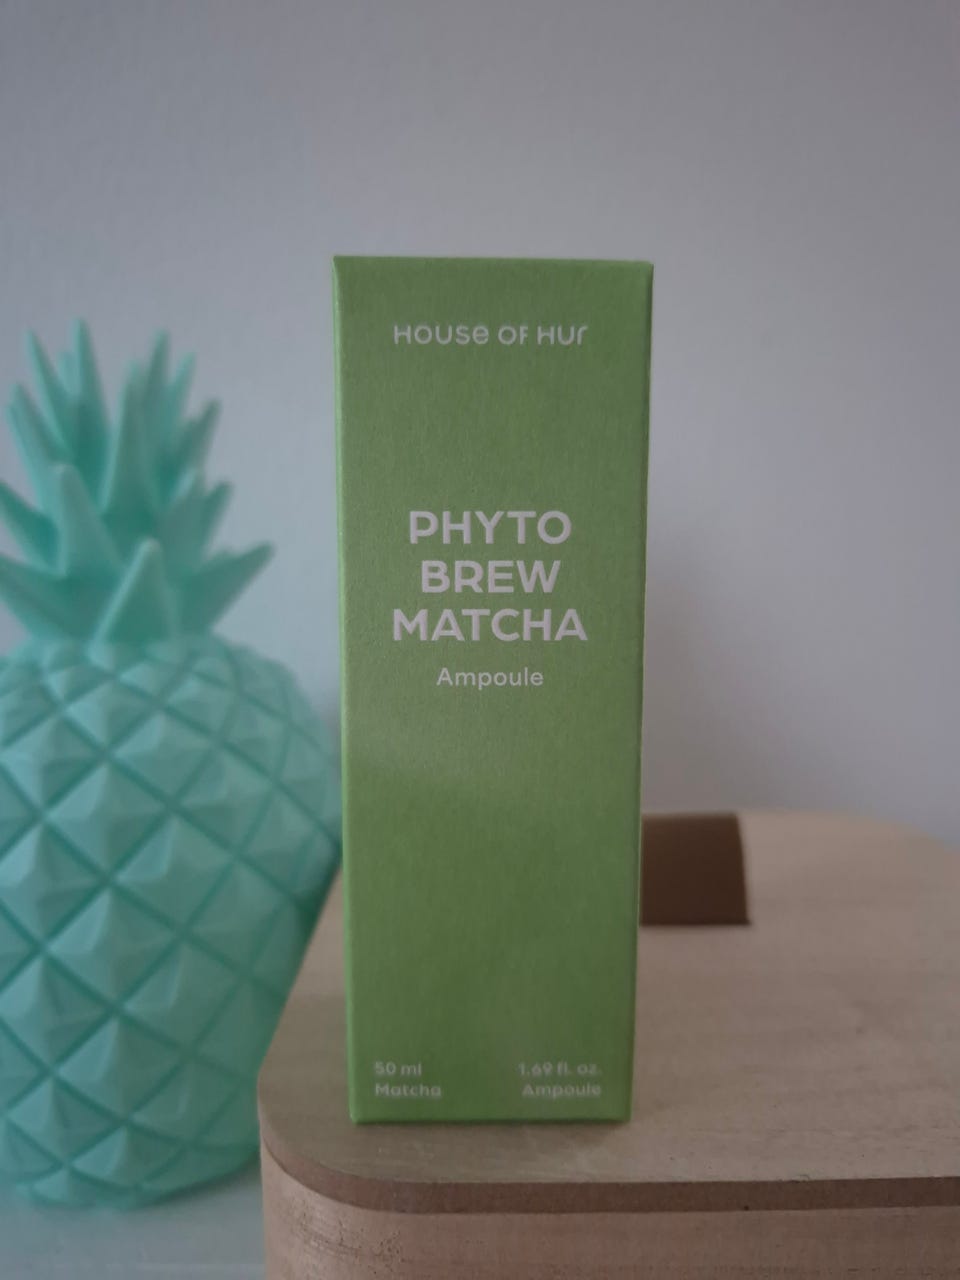 House of Hur
PHYTO
BREW
MATCHA
Ampoule
50 ml 1.69 fl. oz.
Matcha Ampoule